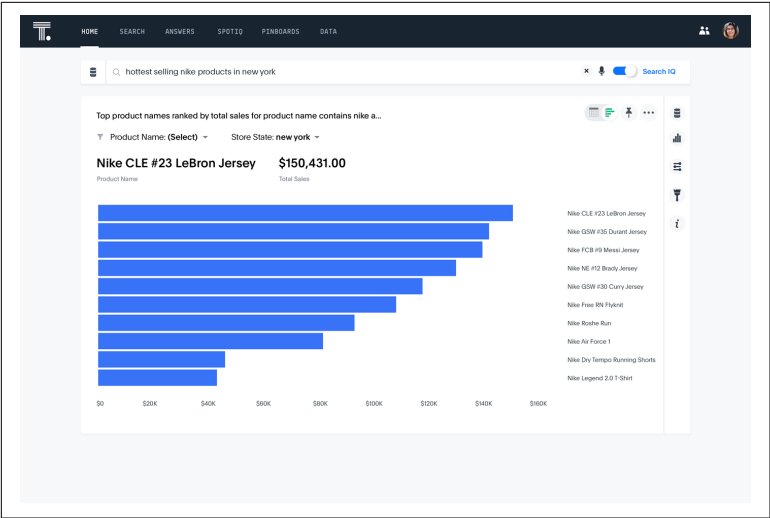 T.
HOME SEARCH ANSWERS SPOTIQ PINBOARDS DATA
hottest selling nike products in new york
Search IQ
Top product names ranked by total sales for product name contains nike a...
Product Name: (Select) Store State: new york
Nike CLE #23 LeBron Jersey $150,431.00
Product Name Total Sales
Nike CLE #23 LeBron Jersey
Nike GSW #35 Durant Jersey
Nike FCB #9 Messi Jersey
Nike NE #12 Brady Jersey
Nike GSW #30 Curry Jersey
Nike Free RN Flyknit
Nike Roshe Run
Nike Air Force 1
Nike Dry Tempo Running Shorts
Nike Legend 2.0 T-Shirt
$0 $20K $40K $60K $80K $100K $120K $140K $160K